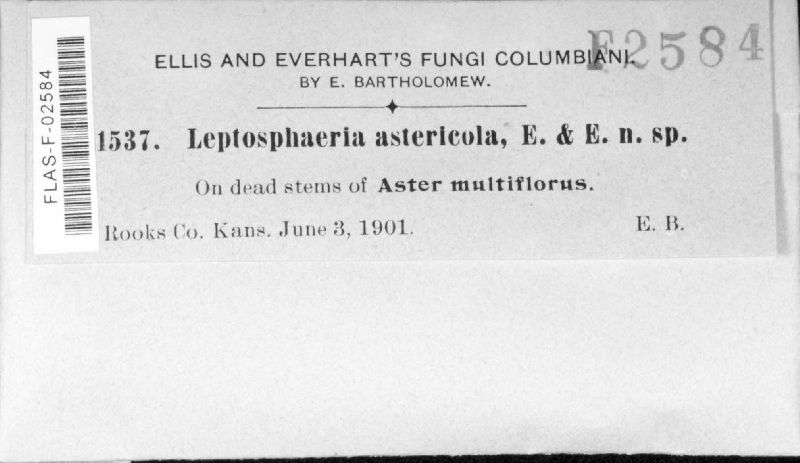 ELLIS AND EVERHART'S FUNGI COLUMBIANI.
F2584
BY E. BARTHOLOMEW.
1537. Leptosphaeria astericola, E. & E. n. sp.
On dead stems of Aster multiflorus.
Rooks Co. Kans. June 3, 1901. E. B.
FLAS-F-02584